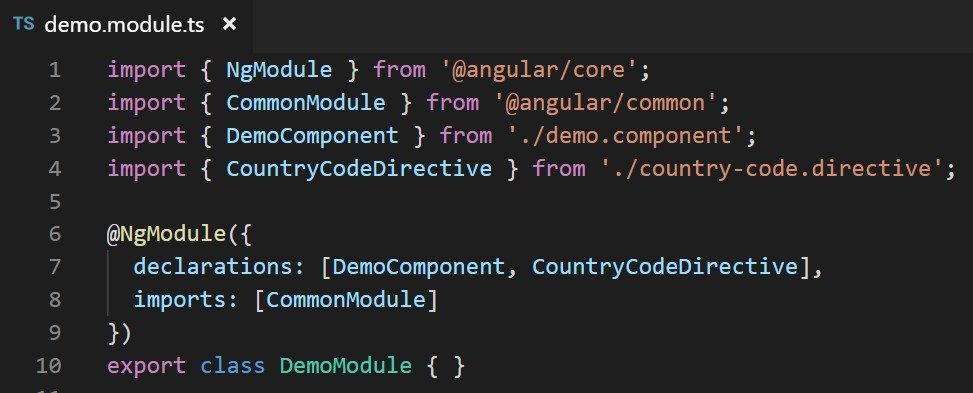 TS demo.module.ts ×
1 import { NgModule } from '@angular/core';
2 import { CommonModule } from '@angular/common';
3 import { DemoComponent } from './demo.component';
4 import { CountryCodeDirective } from './country-code.directive';
5
6 @NgModule({
7   declarations: [DemoComponent, CountryCodeDirective],
8   imports: [CommonModule]
9 })
10 export class DemoModule { }